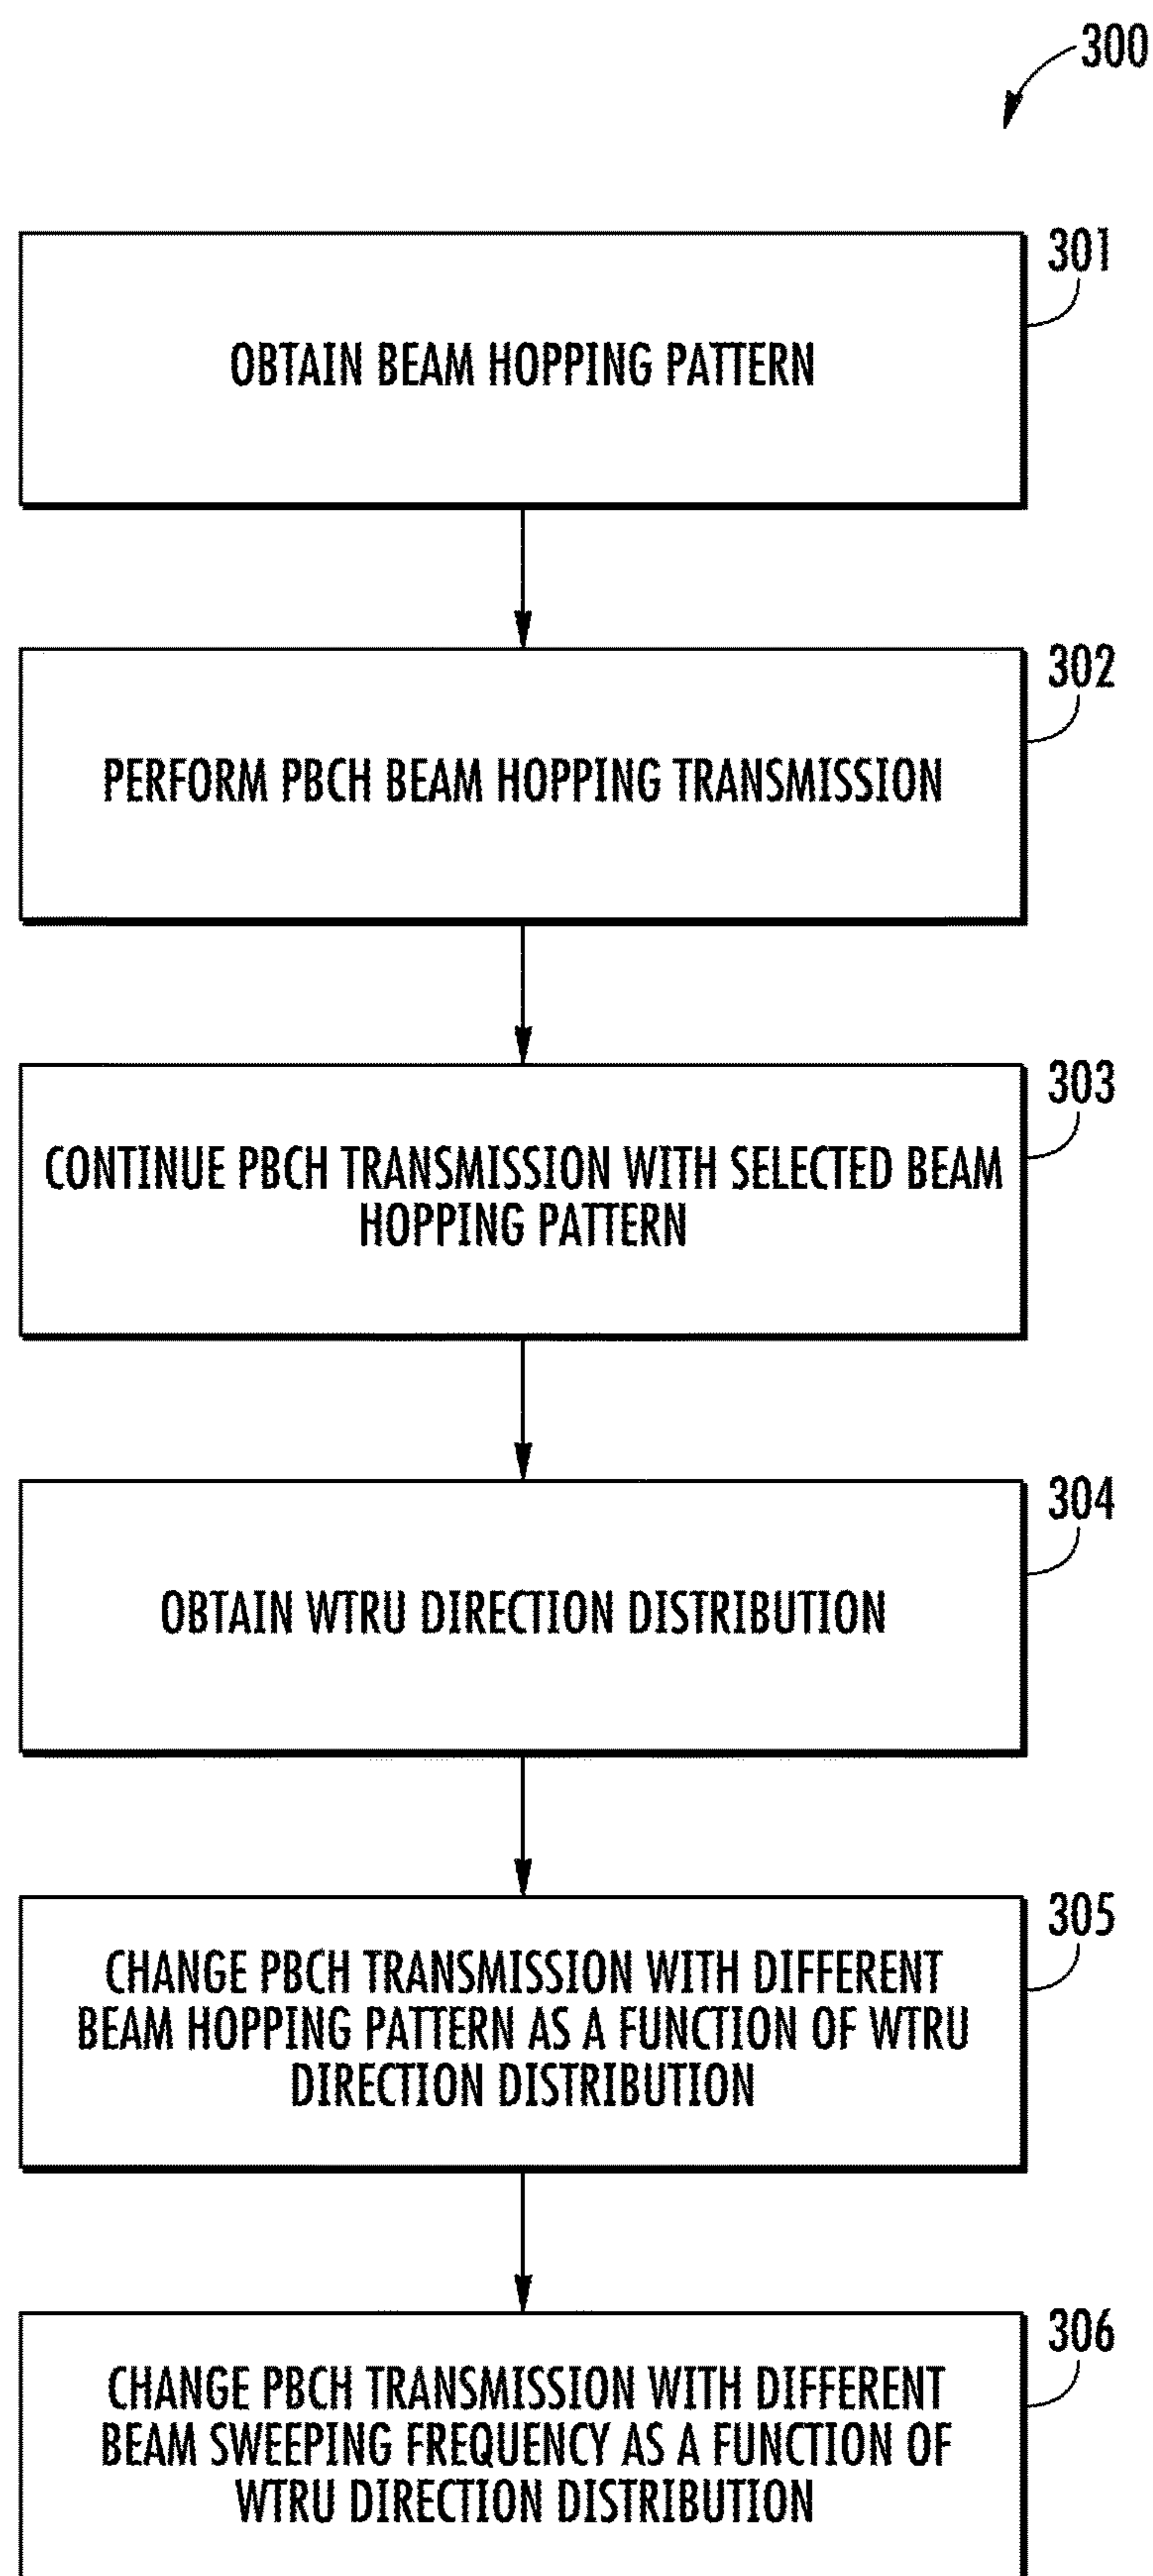 300
301
OBTAIN BEAM HOPPING PATTERN
302
PERFORM PBCH BEAM HOPPING TRANSMISSION
303
CONTINUE PBCH TRANSMISSION WITH SELECTED BEAM
HOPPING PATTERN
304
OBTAIN WTRU DIRECTION DISTRIBUTION
305
CHANGE PBCH TRANSMISSION WITH DIFFERENT
BEAM HOPPING PATTERN AS A FUNCTION OF WTRU
DIRECTION DISTRIBUTION
306
CHANGE PBCH TRANSMISSION WITH DIFFERENT
BEAM SWEEPING FREQUENCY AS A FUNCTION OF
WTRU DIRECTION DISTRIBUTION